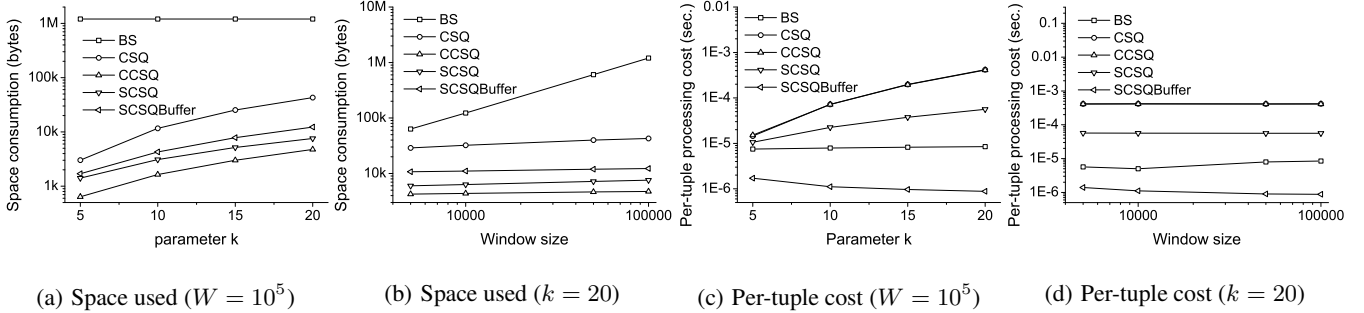 Space consumption (bytes)
1M
100k
10k
1k
BS
CSQ
CCSQ
SCSQ
SCSQBuffer
5 10 15 20
parameter k
Space consumption (bytes)
10M
1M
100k
10k
BS
CSQ
CCSQ
SCSQ
SCSQBuffer
10000 100000
Window size
Per-tuple processing cost (sec.)
0.01
1E-3
1E-4
1E-5
1E-6
BS
CSQ
CCSQ
SCSQ
SCSQBuffer
5 10 15 20
Parameter k
Per-tuple processing cost (sec.)
0.1
0.01
1E-3
1E-4
1E-5
1E-6
BS
CSQ
CCSQ
SCSQ
SCSQBuffer
10000 100000
Window size
(a) Space used (W = 10⁵)
(b) Space used (k = 20)
(c) Per-tuple cost (W = 10⁵)
(d) Per-tuple cost (k = 20)